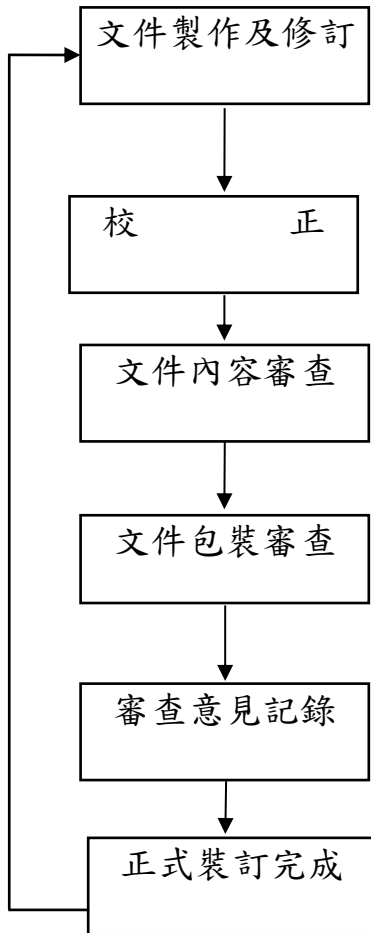 文件製作及修訂
校 正
文件內容審查
文件包裝審查
審查意見記錄
正式裝訂完成